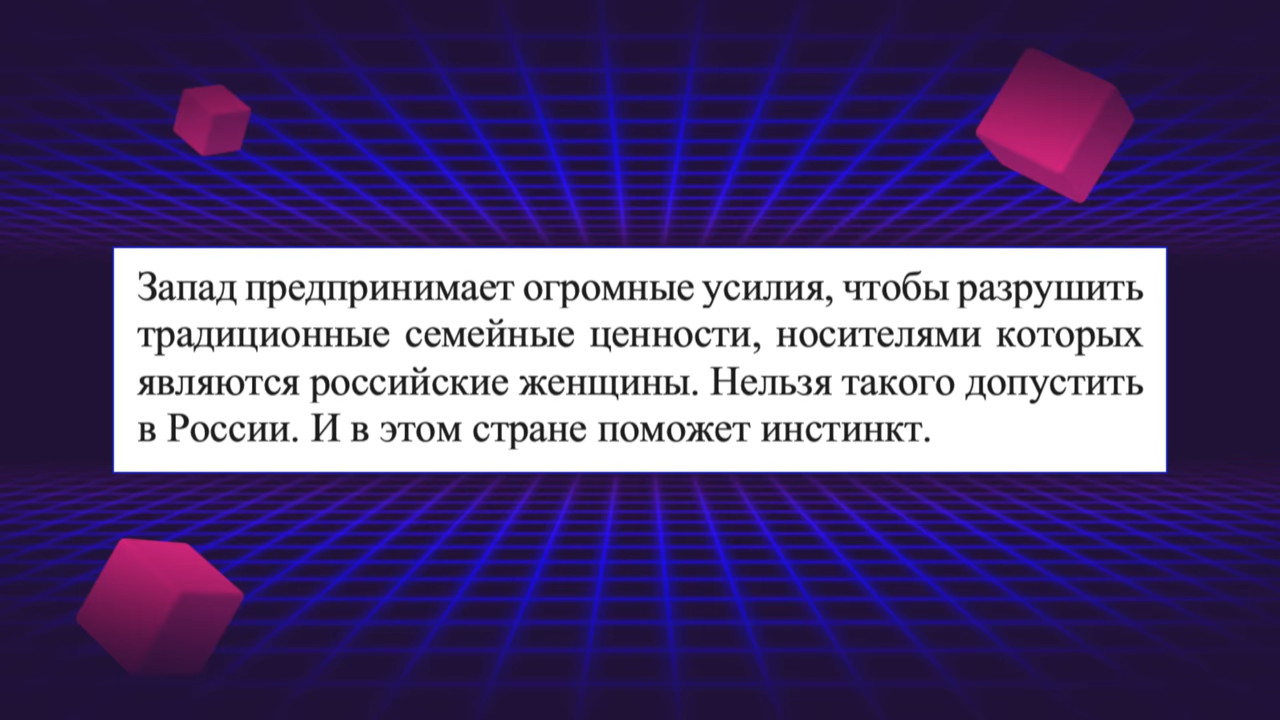 Запад предпринимает огромные усилия, чтобы разрушить
традиционные семейные ценности, носителями которых
являются российские женщины. Нельзя такого допустить
в России. И в этом стране поможет инстинкт.